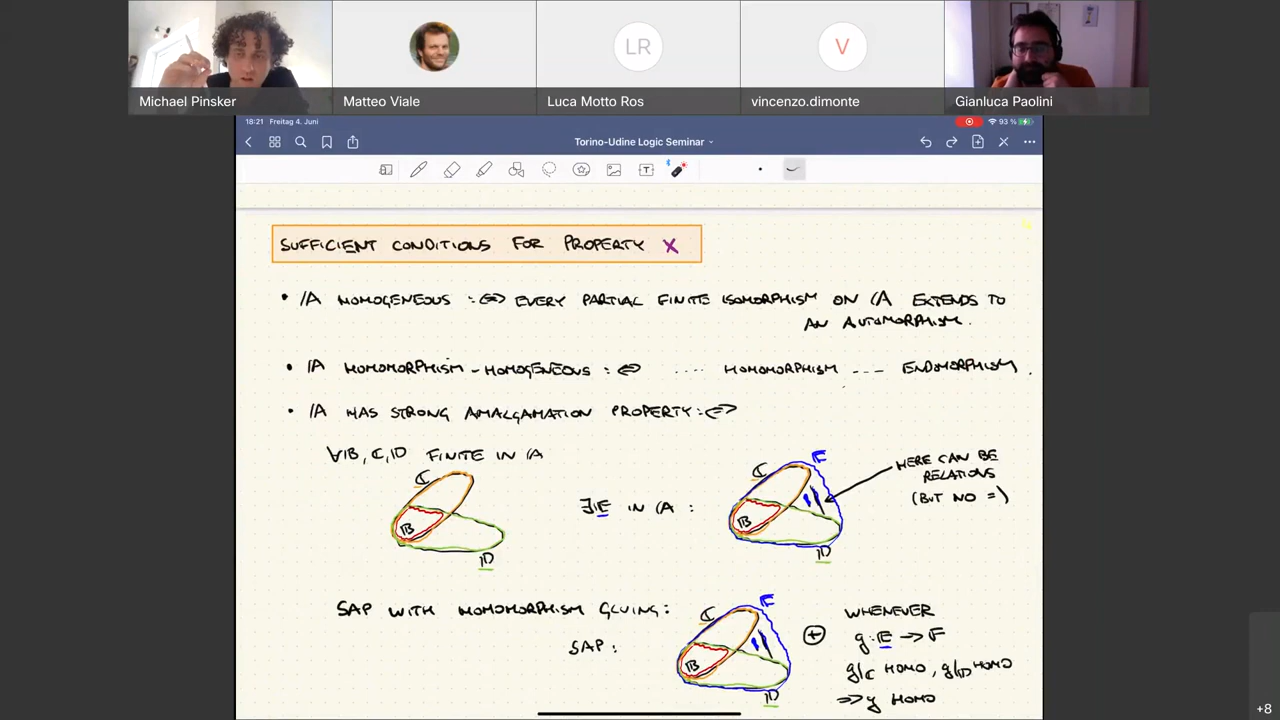 LR
V
Michael Pinsker
Matteo Viale
Luca Motto Ros
vincenzo.dimonte
Gianluca Paolini
18:21 Freitag 4. Juni
93 %
Torino-Udine Logic Seminar
SUFFICIENT CONDITIONS FOR PROPERTY X
• 𝔸 HOMOGENEOUS :⇔ EVERY PARTIAL FINITE ISOMORPHISM ON 𝔸 EXTENDS TO
AN AUTOMORPHISM.
• 𝔸 HOMOMORPHISM-HOMOGENEOUS :⇔ .... HOMOMORPHISM --- ENDOMORPHISM.
• 𝔸 HAS STRONG AMALGAMATION PROPERTY :⇔
∀𝔹, ℂ, 𝔻 FINITE IN 𝔸
ℂ
𝔹
𝔻
∃𝔼 IN 𝔸 :
ℂ
𝔼
𝔹
𝔻
HERE CAN BE
RELATIONS
(BUT NO =)
SAP WITH HOMOMORPHISM GLUING:
SAP:
ℂ
𝔼
𝔹
𝔻
⊕
WHENEVER
g: 𝔼 → 𝔽
g|ℂ HOMO, g|𝔻 HOMO
⇒ g HOMO
+8